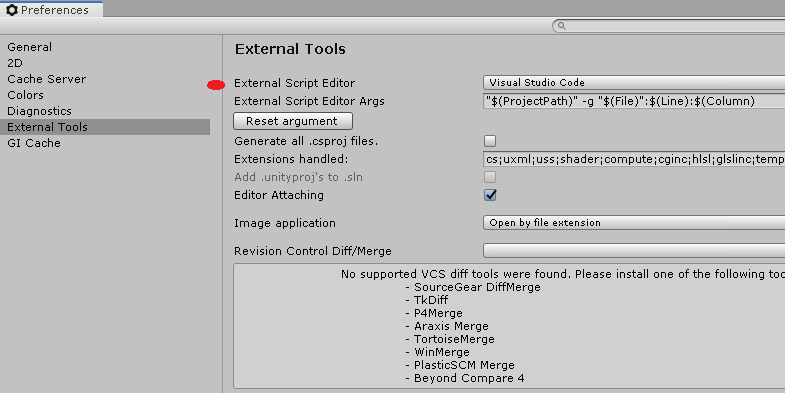 Preferences
General
2D
Cache Server
Colors
Diagnostics
External Tools
GI Cache
External Tools
External Script Editor
Visual Studio Code
External Script Editor Args
"$(ProjectPath)" -g "$(File)":$(Line):$(Column)
Reset argument
Generate all .csproj files.
Extensions handled:
cs;uxml;uss;shader;compute;cginc;hlsl;glslinc;temp
Add .unityproj's to .sln
Editor Attaching
Image application
Open by file extension
Revision Control Diff/Merge
No supported VCS diff tools were found. Please install one of the following too
- SourceGear DiffMerge
- TkDiff
- P4Merge
- Araxis Merge
- TortoiseMerge
- WinMerge
- PlasticSCM Merge
- Beyond Compare 4